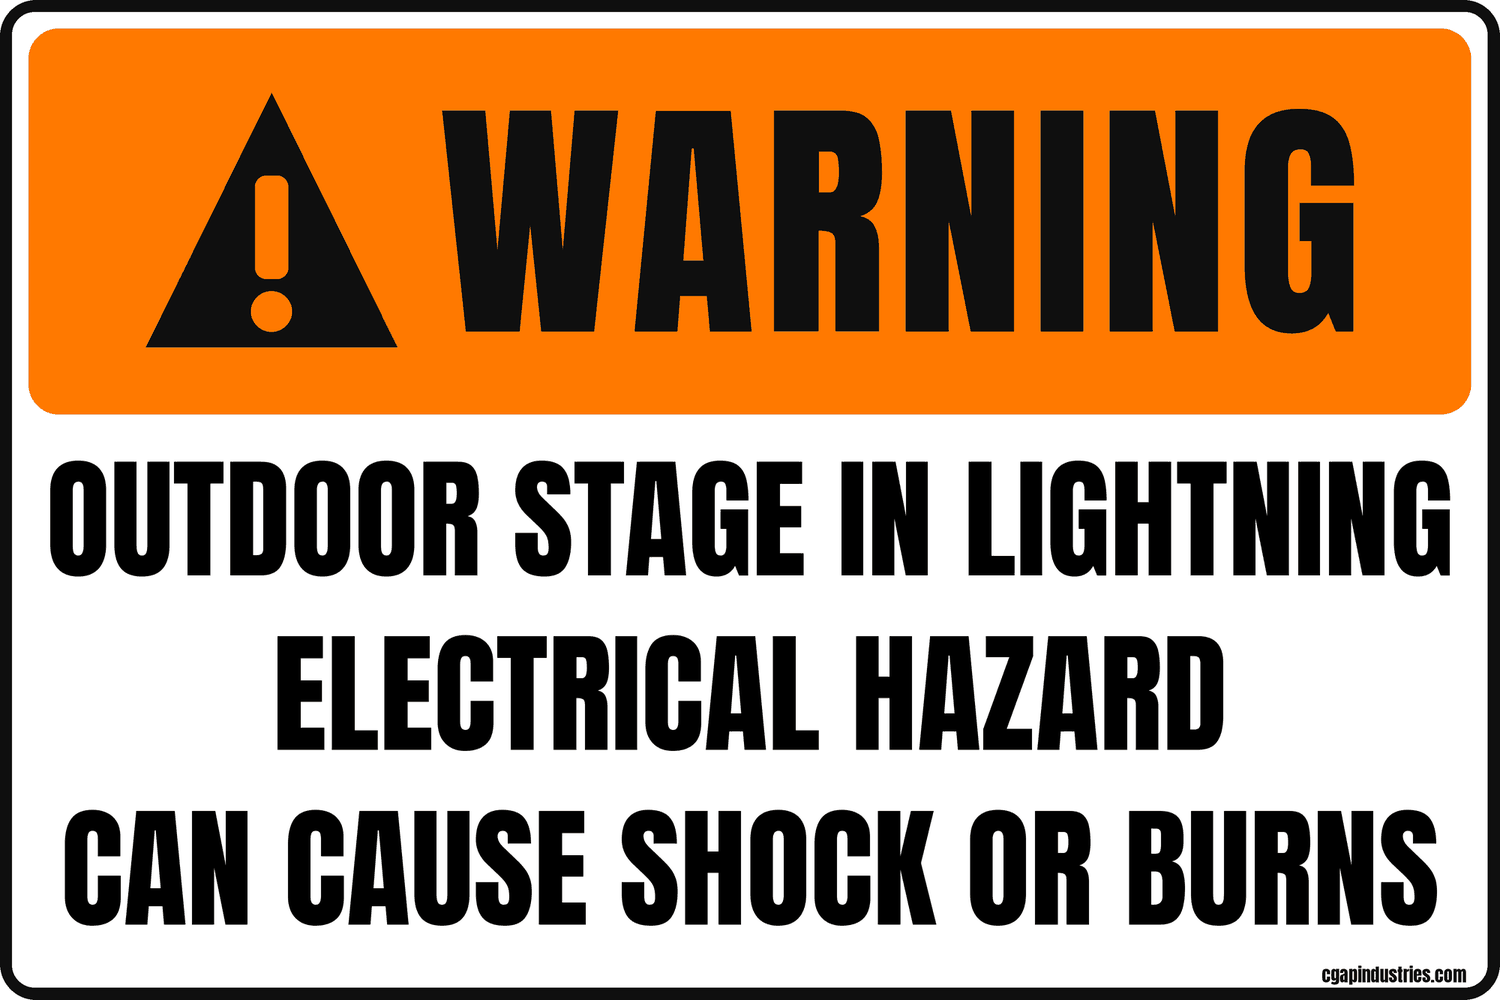 WARNING
OUTDOOR STAGE IN LIGHTNING
ELECTRICAL HAZARD
CAN CAUSE SHOCK OR BURNS
cgapindustries.com